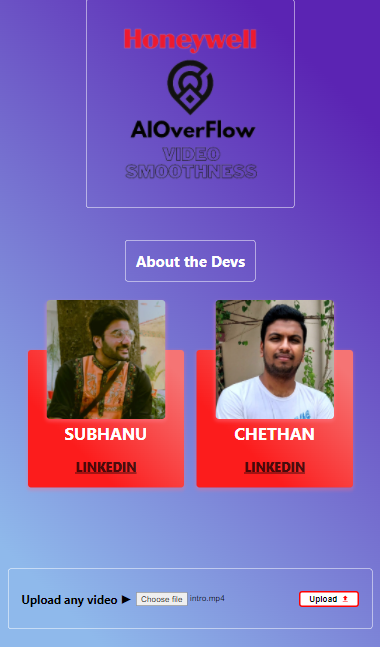 Honeywell
AIOverFlow
VIDEO
SMOOTHNESS
About the Devs
SUBHANU
CHETHAN
LINKEDIN
LINKEDIN
Upload any video ► Choose file intro.mp4 Upload